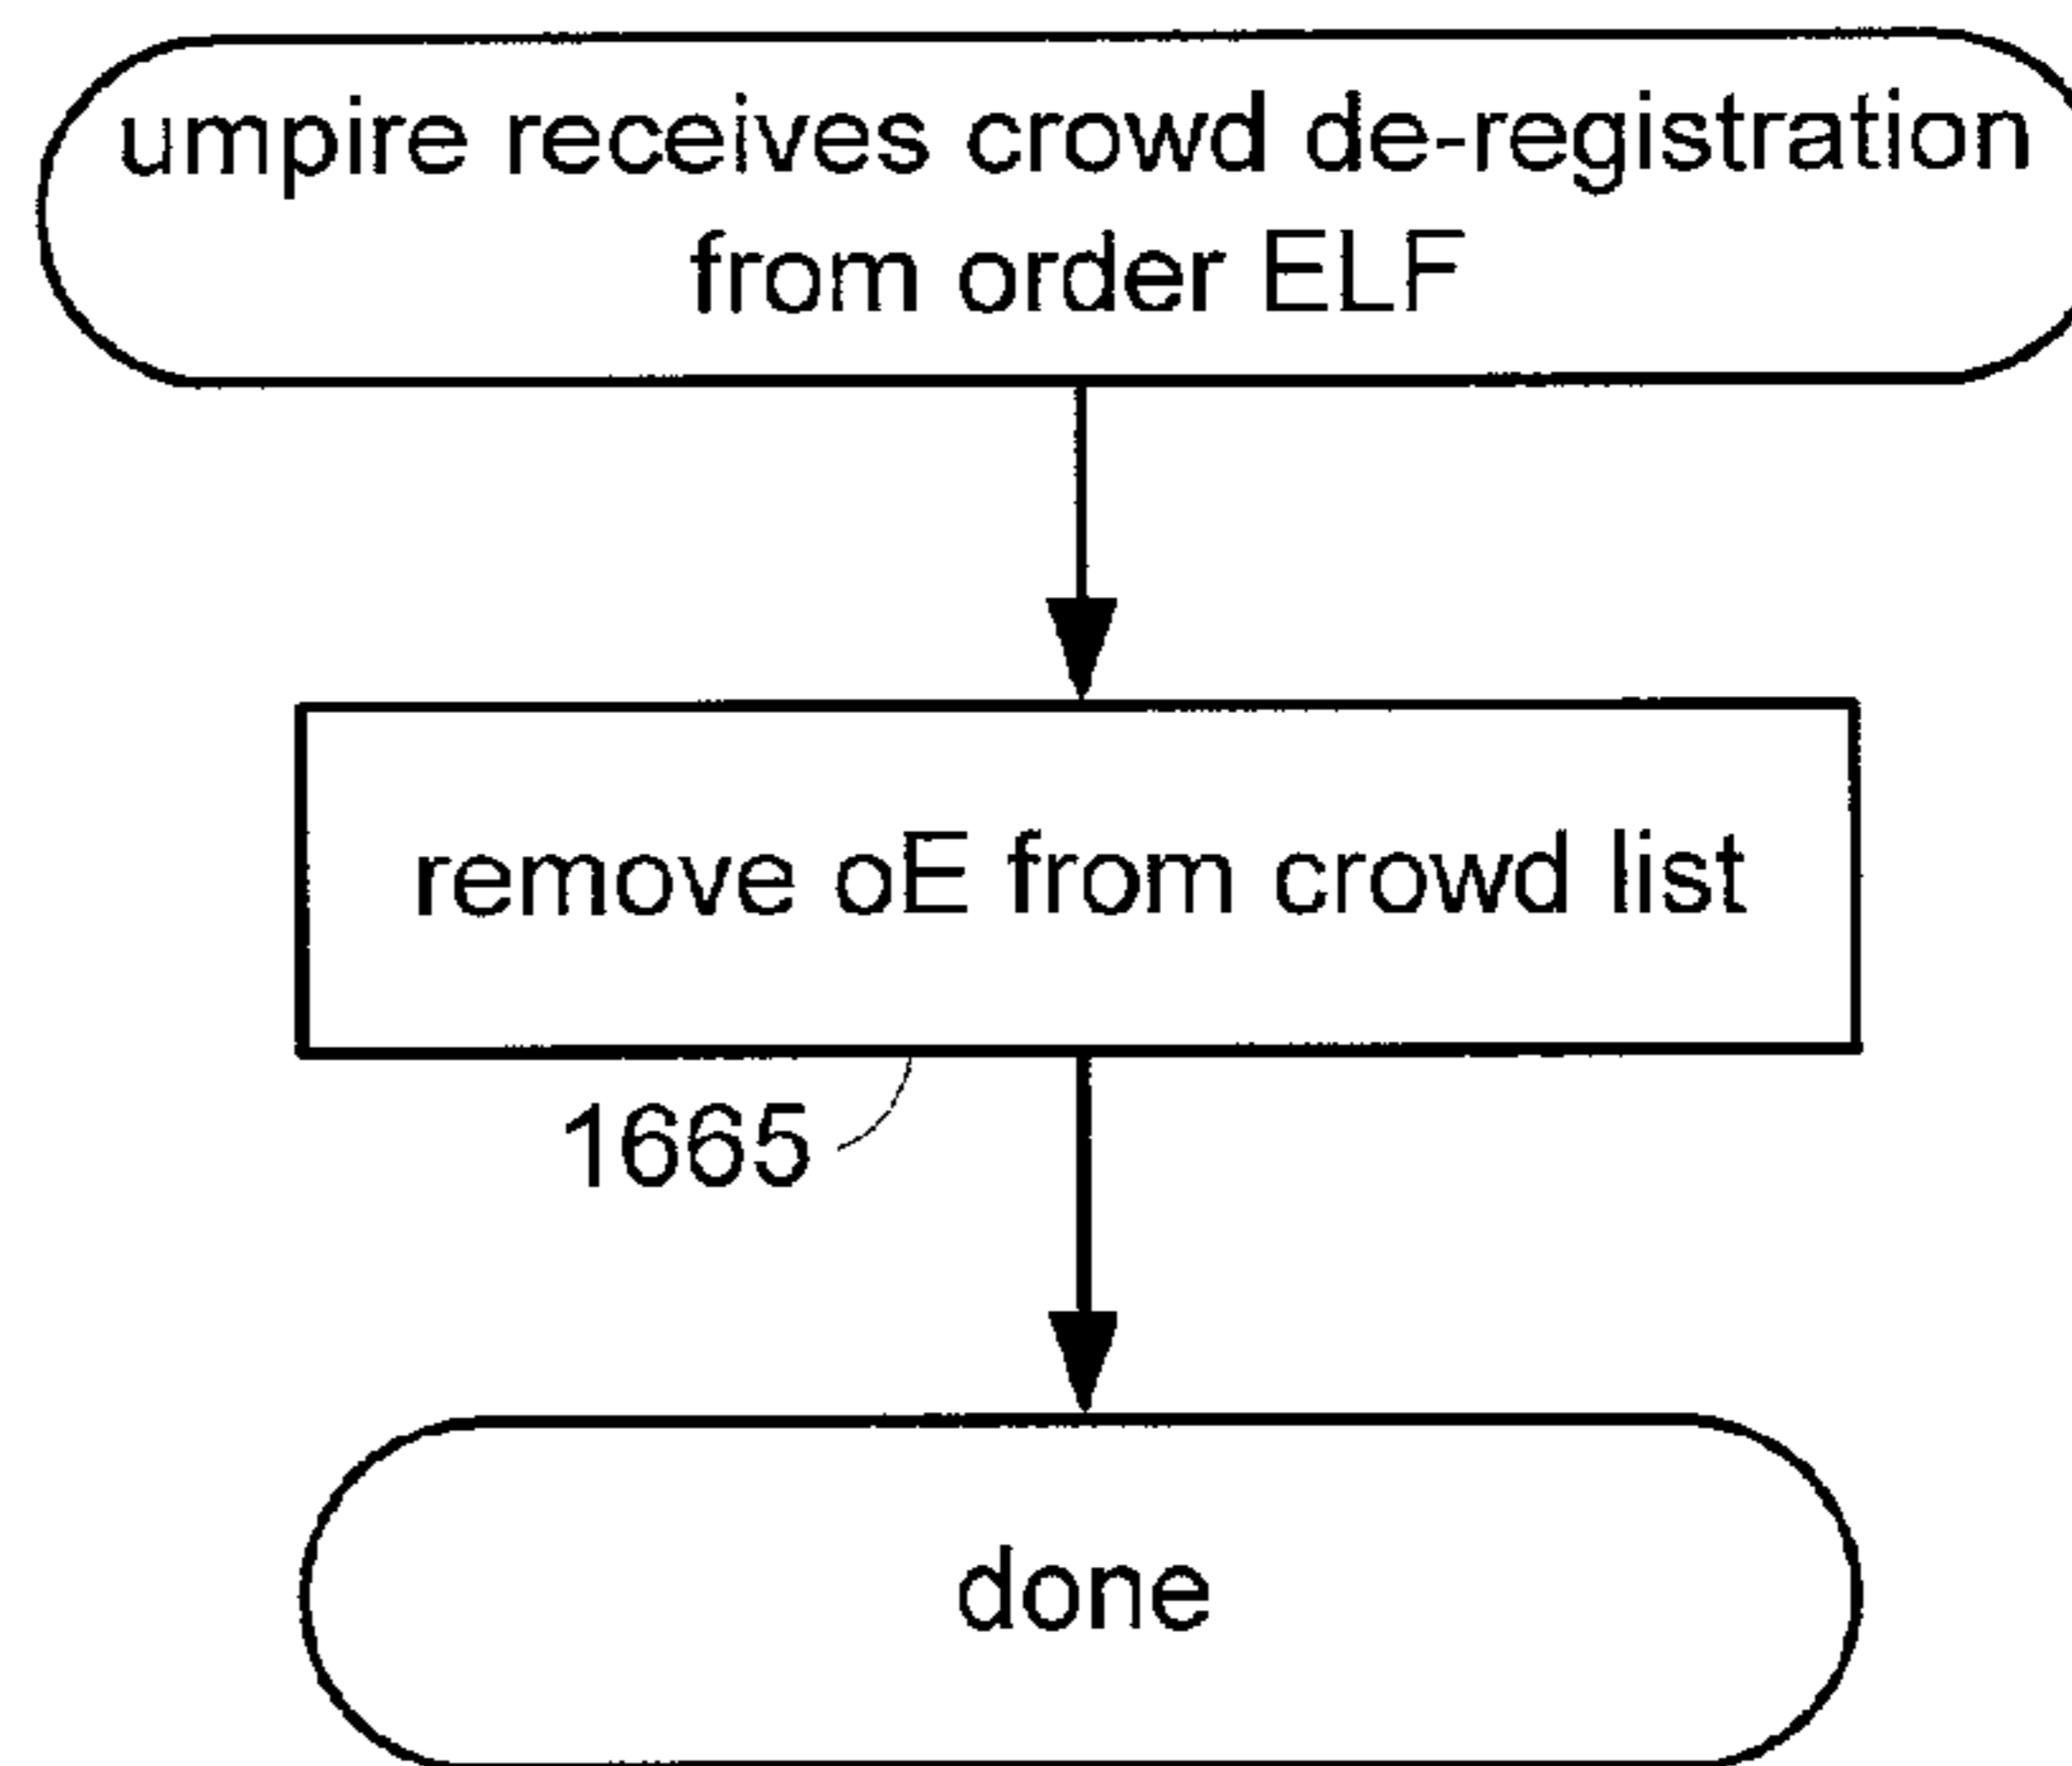 umpire receives crowd de-registration
from order ELF
remove oE from crowd list
1665
done